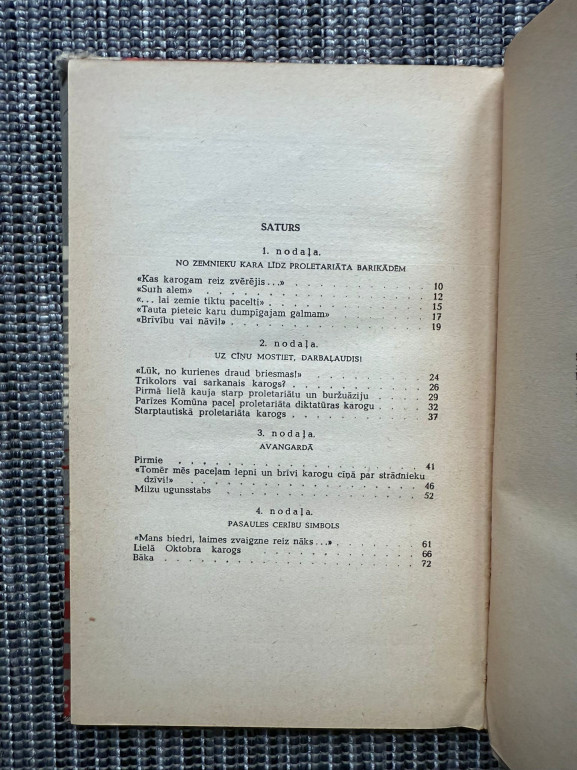 SATURS
1. nodaļa.
NO ZEMNIEKU KARA LĪDZ PROLETARIĀTA BARIKĀDĒM
«Kas karogam reiz zvērējis...» 10
«Surh alem» 12
«... lai zemie tiktu pacelti» 15
«Tauta pieteic karu dumpīgajam galmam» 17
«Brīvību vai nāvi!» 19
2. nodaļa.
UZ CĪŅU MOSTIET, DARBAĻAUDIS!
«Lūk, no kurienes draud briesmas!» 24
Trikolors vai sarkanais karogs? 26
Pirmā lielā kauja starp proletariātu un buržuāziju 29
Parīzes Komūna paceļ proletariāta diktatūras karogu 32
Starptautiskā proletariāta karogs 37
3. nodaļa.
AVANGARDĀ
Pirmie 41
«Tomēr mēs paceļam lepni un brīvi karogu cīņā par strādnieku
dzīvi!» 46
Milzu ugunsstabs 52
4. nodaļa.
PASAULES CERĪBU SIMBOLS
«Mans biedri, laimes zvaigzne reiz nāks...» 61
Lielā Oktobra karogs 66
Bāka 72